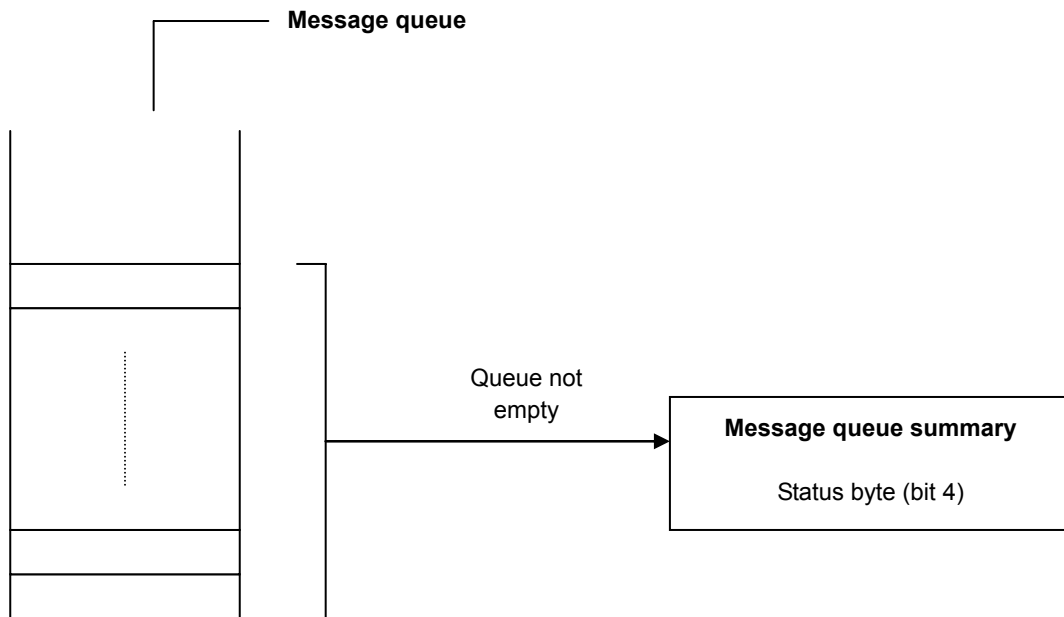 Message queue
Queue not
empty
Message queue summary
Status byte (bit 4)